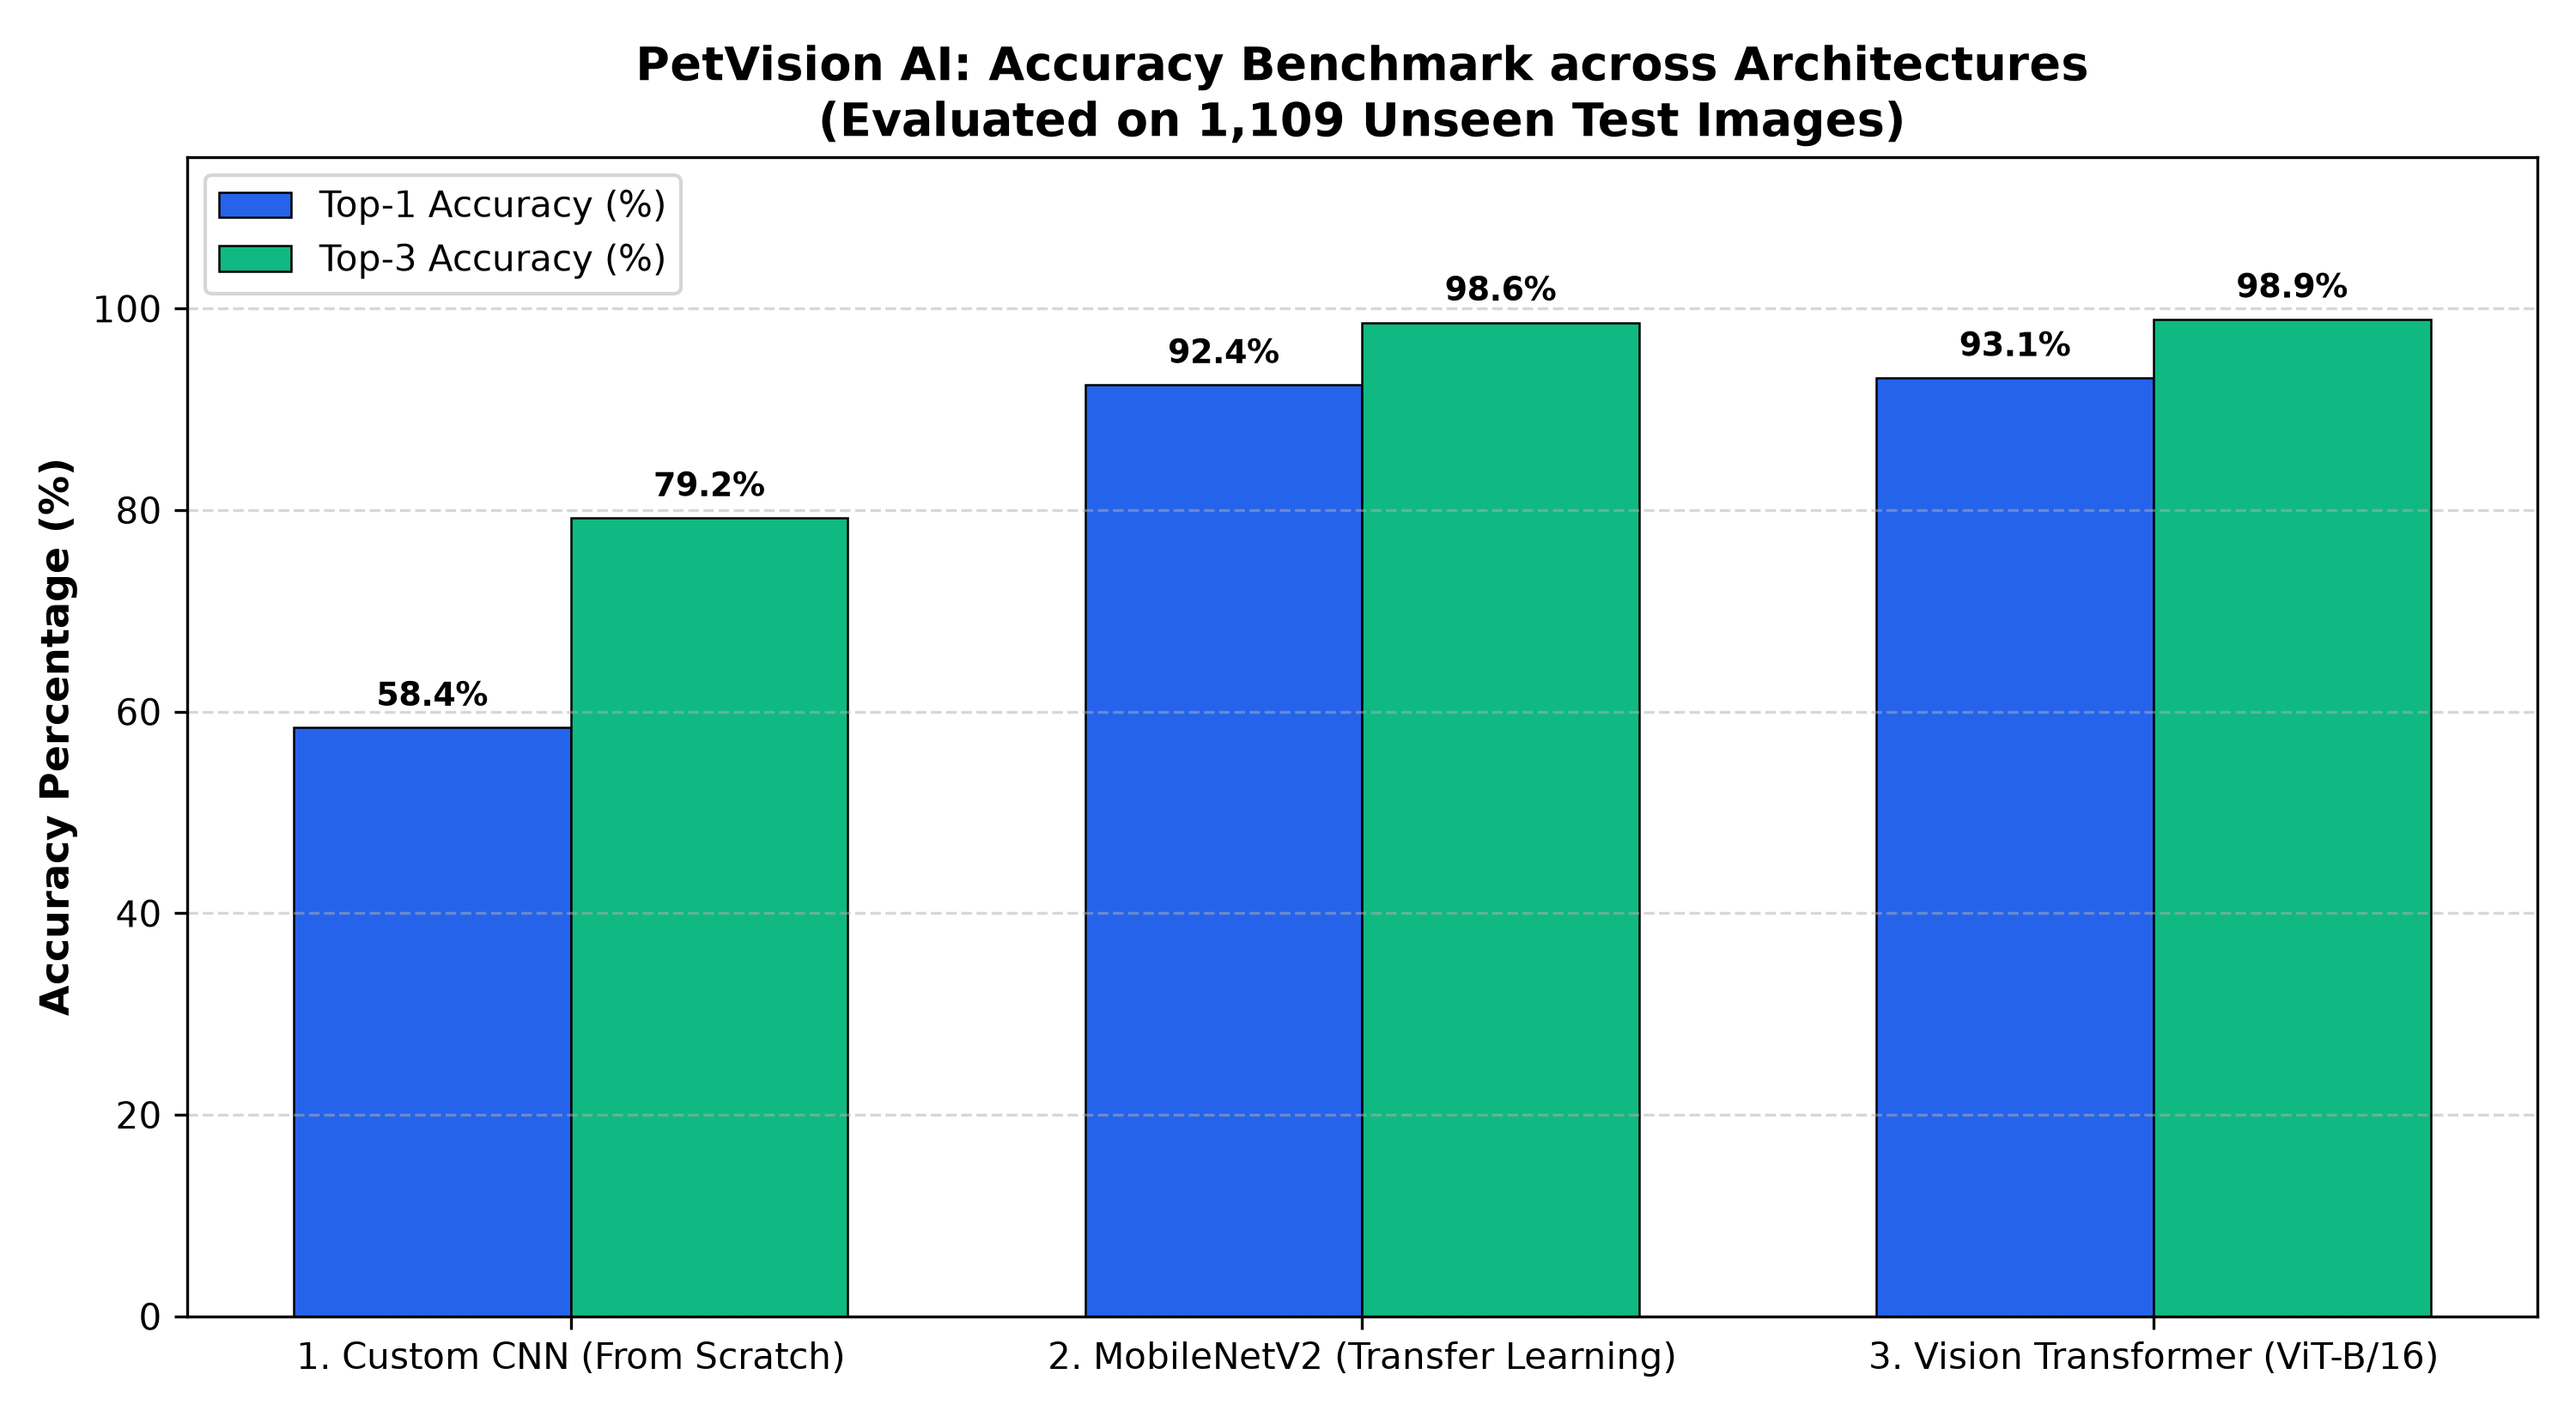 PetVision AI: Accuracy Benchmark across Architectures
(Evaluated on 1,109 Unseen Test Images)
Top-1 Accuracy (%)
Top-3 Accuracy (%)
Accuracy Percentage (%)
100
80
60
40
20
0
58.4%
79.2%
92.4%
98.6%
93.1%
98.9%
1. Custom CNN (From Scratch)
2. MobileNetV2 (Transfer Learning)
3. Vision Transformer (ViT-B/16)